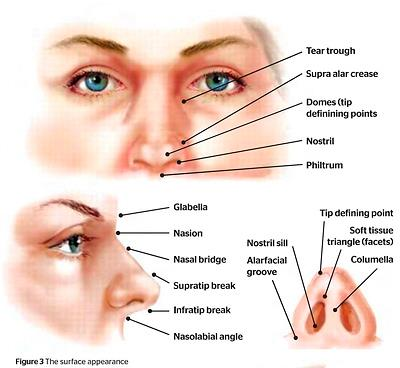 Tear trough
Supra alar crease
Domes (tip
definining points
Nostril
Philtrum
Glabella
Nasion
Nasal bridge
Supratip break
Infratip break
Nasolabial angle
Tip defining point
Soft tissue
triangle (facets)
Nostril sill
Columella
Alarfacial
groove
Figure 3 The surface appearance